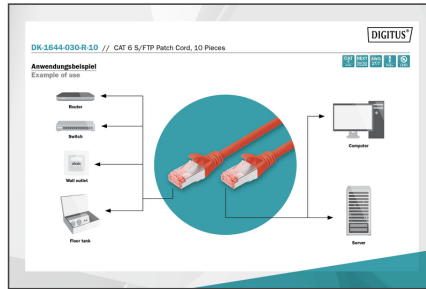 DIGITUS®
DK-1644-030-R-10 // CAT 6 S/FTP Patch Cord, 10 Pieces
Anwendungsbeispiel
Example of use
Router
Switch
Wall outlet
Floor tank
Computer
Server